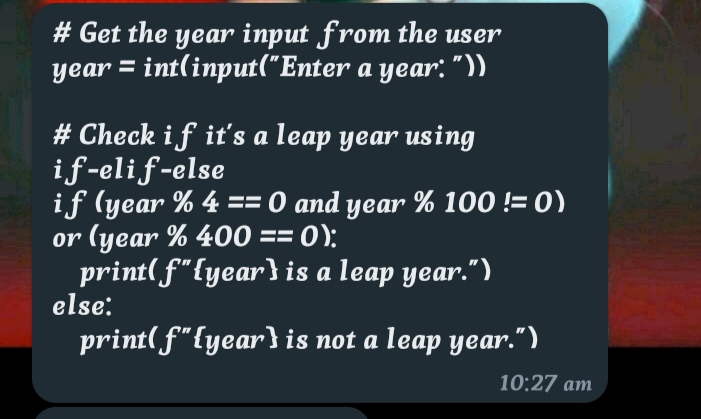 # Get the year input from the user
year = int(input("Enter a year: "))

# Check if it's a leap year using
if-elif-else
if (year % 4 == 0 and year % 100 != 0)
or (year % 400 == 0):
    print(f"{year} is a leap year.")
else:
    print(f"{year} is not a leap year.")
10:27 am